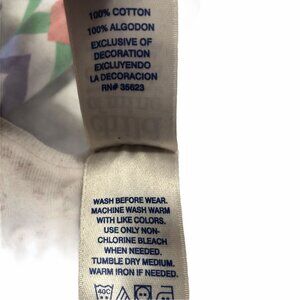 100% COTTON
100% ALGODON
EXCLUSIVE OF
DECORATION
EXCLUYENDO
LA DECORACION
RN# 35623
WASH BEFORE WEAR.
MACHINE WASH WARM
WITH LIKE COLORS.
USE ONLY NON-
CHLORINE BLEACH
WHEN NEEDED.
TUMBLE DRY MEDIUM.
WARM IRON IF NEEDED.
40C